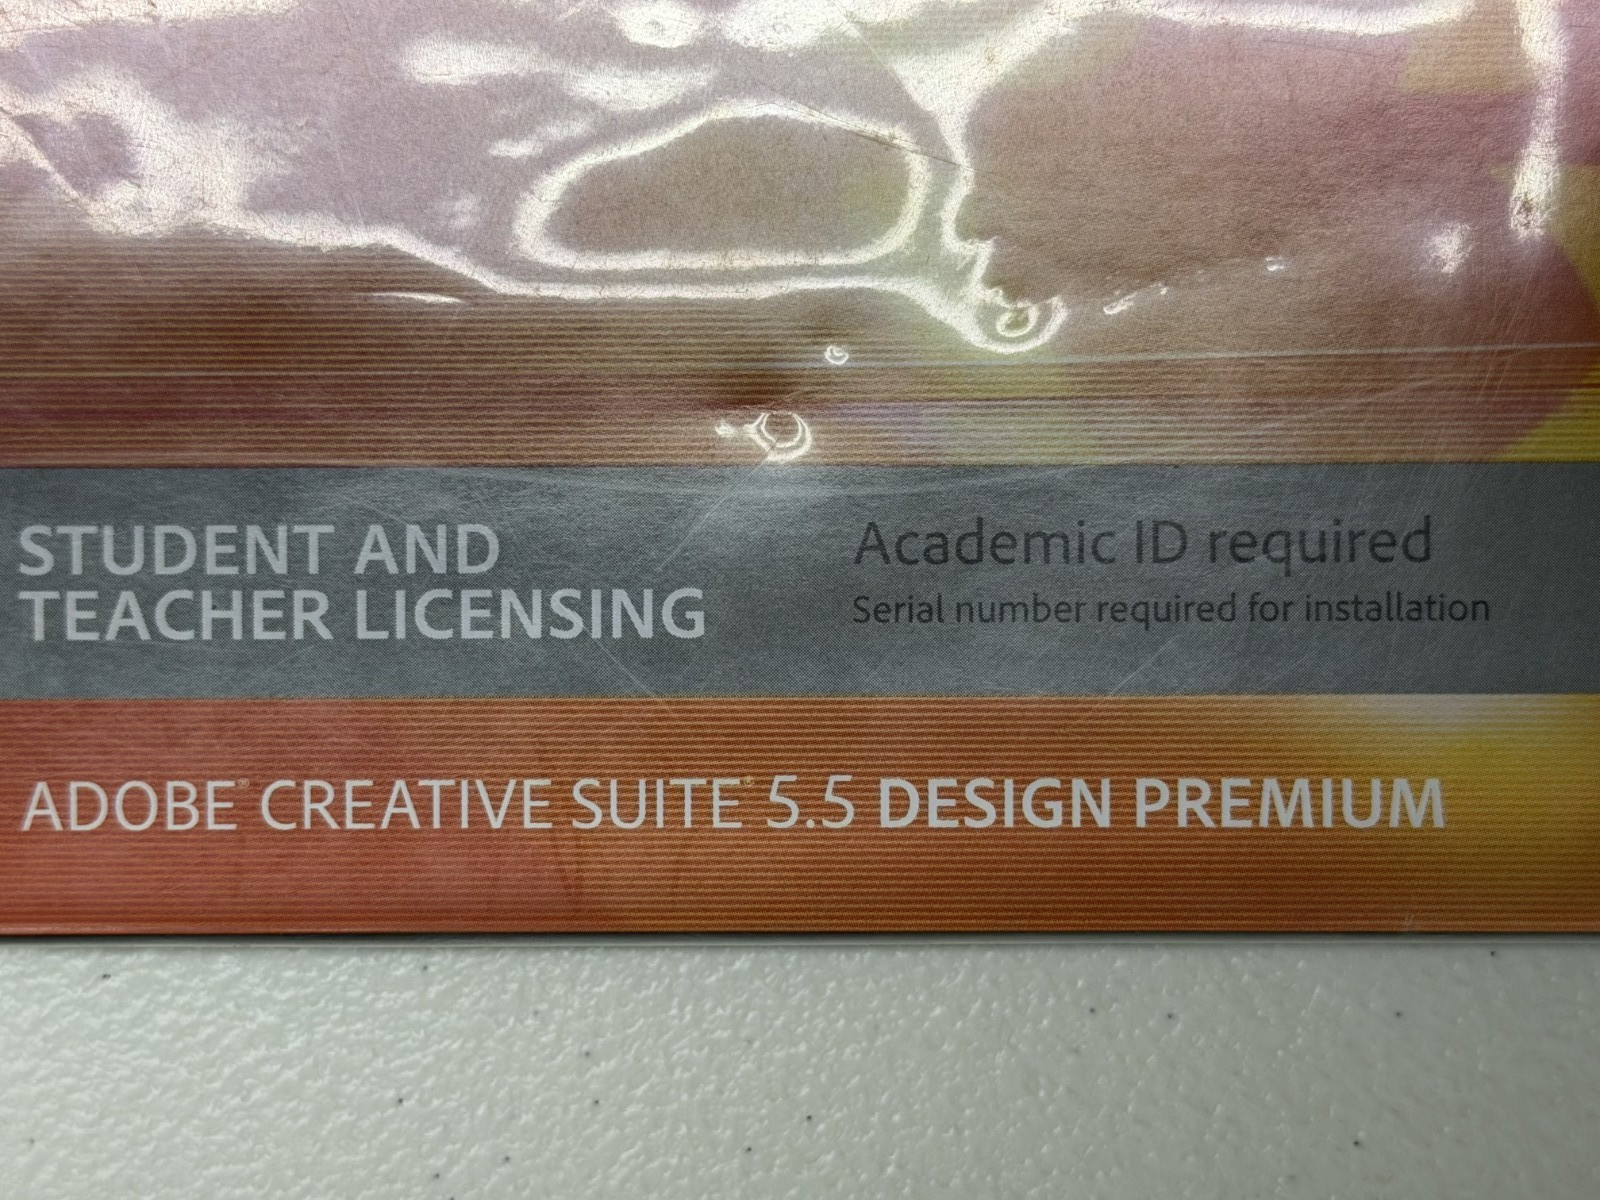 STUDENT AND
TEACHER LICENSING
Academic ID required
Serial number required for installation
ADOBE® CREATIVE SUITE® 5.5 DESIGN PREMIUM